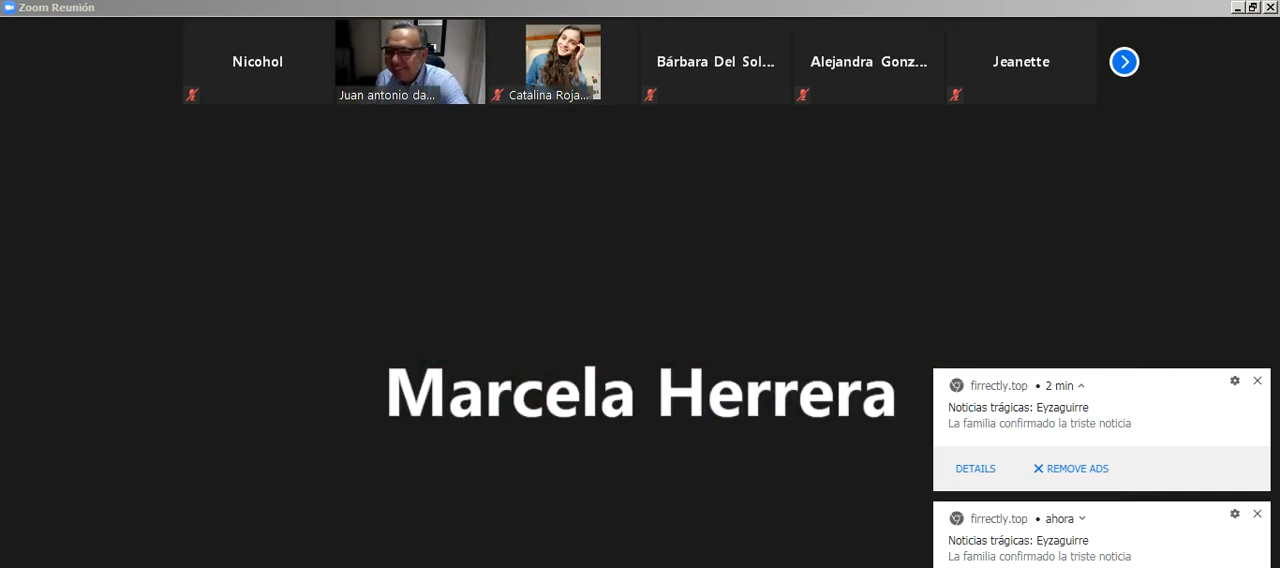 Zoom Reunión
Nicohol
Juan antonio da...
Catalina Roja...
Bárbara Del Sol...
Alejandra Gonz...
Jeanette
Marcela Herrera
firrectly.top • 2 min
Noticias trágicas: Eyzaguirre
La familia confirmado la triste noticia
DETAILS
REMOVE ADS
firrectly.top • ahora
Noticias trágicas: Eyzaguirre
La familia confirmado la triste noticia